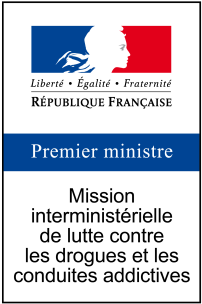 Liberté • Égalité • Fraternité
RÉPUBLIQUE FRANÇAISE
Premier ministre
Mission
interministérielle
de lutte contre
les drogues et les
conduites addictives